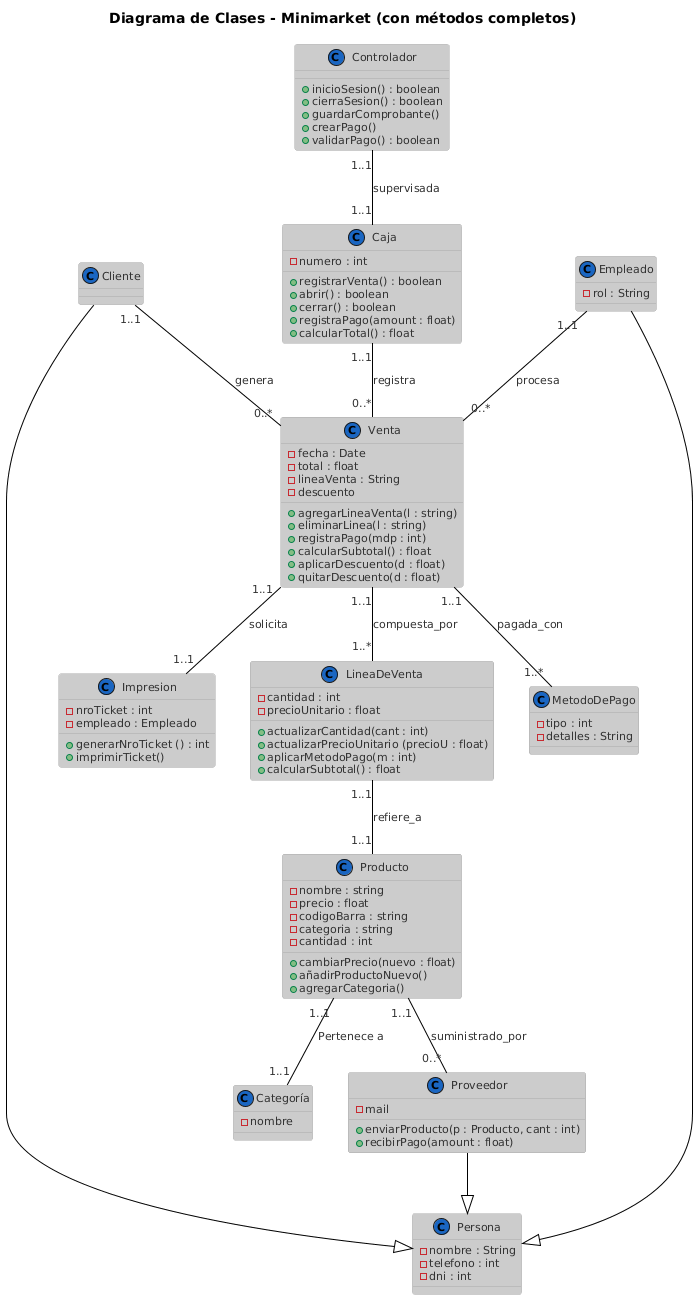 Diagrama de Clases - Minimarket (con métodos completos)
C Controlador
inicioSesion() : boolean
cierraSesion() : boolean
guardarComprobante()
crearPago()
validarPago() : boolean
1..1
supervisada
1..1
C Caja
numero : int
registrarVenta() : boolean
abrir() : boolean
cerrar() : boolean
registraPago(amount : float)
calcularTotal() : float
C Cliente
C Empleado
rol : String
1..1
genera
0..*
1..1
registra
0..*
1..1
procesa
0..*
C Venta
fecha : Date
total : float
lineaVenta : String
descuento
agregarLineaVenta(l : string)
eliminarLinea(l : string)
registraPago(mdp : int)
calcularSubtotal() : float
aplicarDescuento(d : float)
quitarDescuento(d : float)
1..1
solicita
1..1
1..1
compuesta_por
1..*
1..1
pagada_con
1..*
C Impresion
nroTicket : int
empleado : Empleado
generarNroTicket () : int
imprimirTicket()
C LineaDeVenta
cantidad : int
precioUnitario : float
actualizarCantidad(cant : int)
actualizarPrecioUnitario (precioU : float)
aplicarMetodoPago(m : int)
calcularSubtotal() : float
C MetodoDePago
tipo : int
detalles : String
1..1
refiere_a
1..1
C Producto
nombre : string
precio : float
codigoBarra : string
categoria : string
cantidad : int
cambiarPrecio(nuevo : float)
añadirProductoNuevo()
agregarCategoria()
1..1
Pertenece a
1..1
1..1
suministrado_por
0..*
C Categoría
nombre
C Proveedor
mail
enviarProducto(p : Producto, cant : int)
recibirPago(amount : float)
C Persona
nombre : String
telefono : int
dni : int